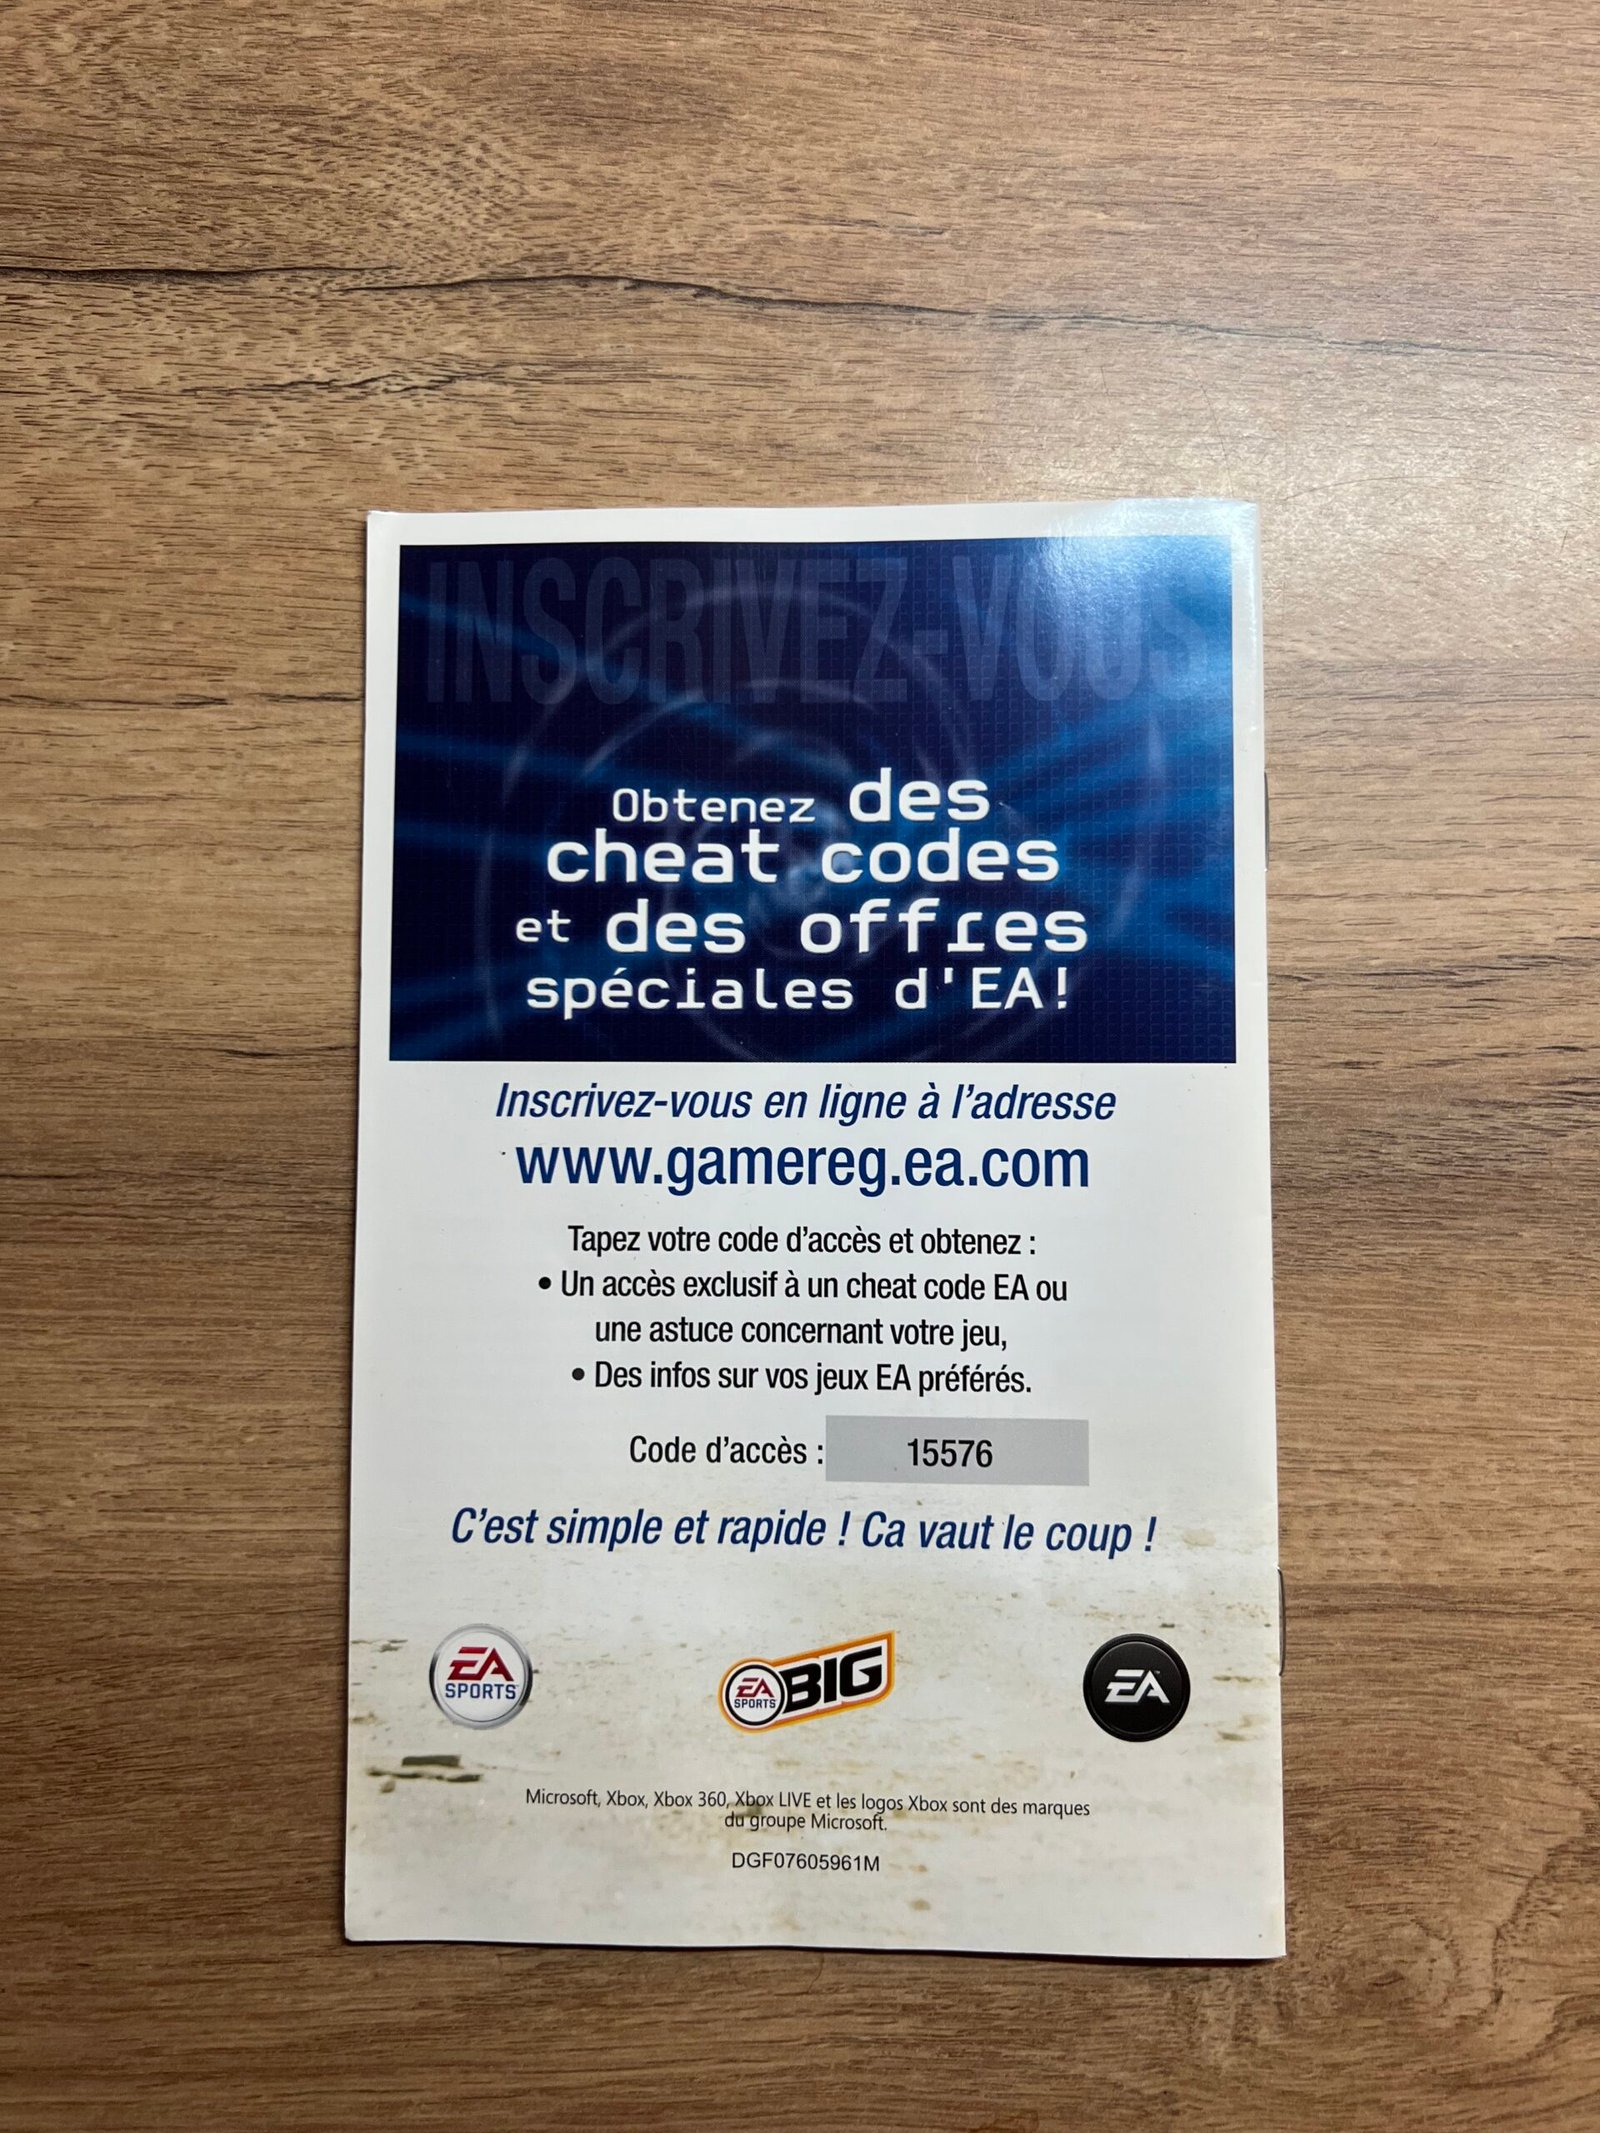 INSCRIVEZ-VOUS
Obtenez des
cheat codes
et des offres
spéciales d'EA!
Inscrivez-vous en ligne à l’adresse
www.gamereg.ea.com
Tapez votre code d’accès et obtenez :
• Un accès exclusif à un cheat code EA ou
une astuce concernant votre jeu,
• Des infos sur vos jeux EA préférés.
Code d’accès : 15576
C’est simple et rapide ! Ca vaut le coup !
EA
SPORTS
EA
SPORTS
BIG
EA
Microsoft, Xbox, Xbox 360, Xbox LIVE et les logos Xbox sont des marques
du groupe Microsoft.
DGF07605961M